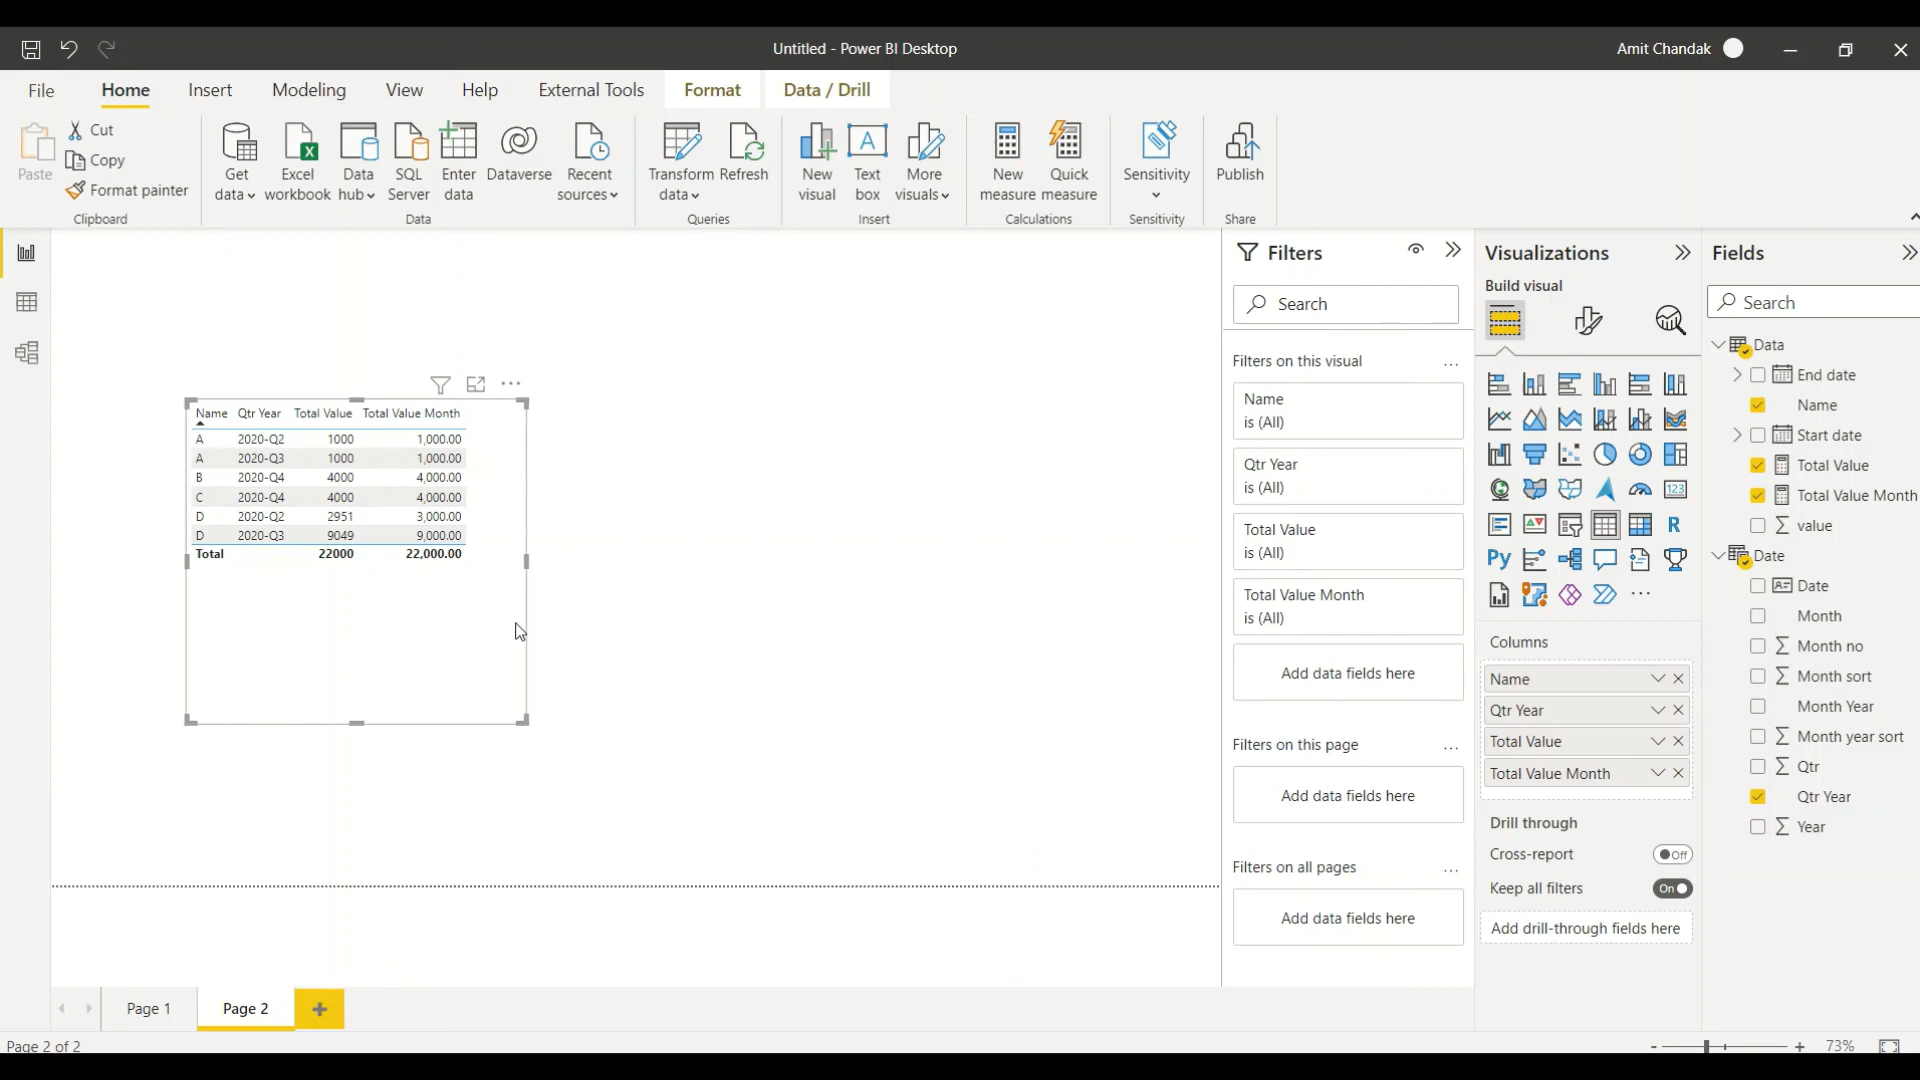 Untitled - Power BI Desktop
Amit Chandak
File Home Insert Modeling View Help External Tools Format Data / Drill
Paste
Cut
Copy
Format painter
Clipboard
Get data
Excel workbook
Data hub
SQL Server
Enter data
Dataverse
Recent sources
Data
Transform data
Refresh
Queries
New visual
Text box
More visuals
Insert
New measure
Quick measure
Calculations
Sensitivity
Sensitivity
Publish
Share
Name Qtr Year Total Value Total Value Month
A 2020-Q2 1000 1,000.00
A 2020-Q3 1000 1,000.00
B 2020-Q4 4000 4,000.00
C 2020-Q4 4000 4,000.00
D 2020-Q2 2951 3,000.00
D 2020-Q3 9049 9,000.00
Total 22000 22,000.00
Filters
Search
Filters on this visual
Name
is (All)
Qtr Year
is (All)
Total Value
is (All)
Total Value Month
is (All)
Add data fields here
Filters on this page
Add data fields here
Filters on all pages
Add data fields here
Visualizations
Build visual
123
R
Py
Columns
Name
Qtr Year
Total Value
Total Value Month
Drill through
Cross-report Off
Keep all filters On
Add drill-through fields here
Fields
Search
Data
End date
Name
Start date
Total Value
Total Value Month
value
Date
Date
Month
Month no
Month sort
Month Year
Month year sort
Qtr
Qtr Year
Year
Page 1 Page 2
Page 2 of 2
- + 73%